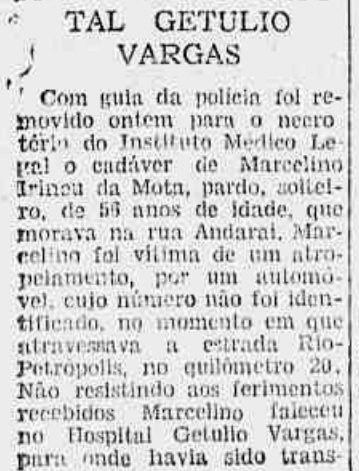 TAL GETULIO
VARGAS
Com guia da polícia foi re-
movido ontem para o necro
tério do Instituto Médico Le-
gal o cadáver de Marcelino
Irineu da Mota, pardo, soltei-
ro, de 56 anos de idade, que
morava na rua Andaraí. Mar-
celino foi vítima de um atro-
pelamento, por um automó-
vel, cujo número não foi iden-
tificado, no momento em que
atravessava a estrada Rio-
Petropolis, no quilômetro 20.
Não resistindo aos ferimentos
recebidos Marcelino faleceu
no Hospital Getulio Vargas,
para onde havia sido trans-